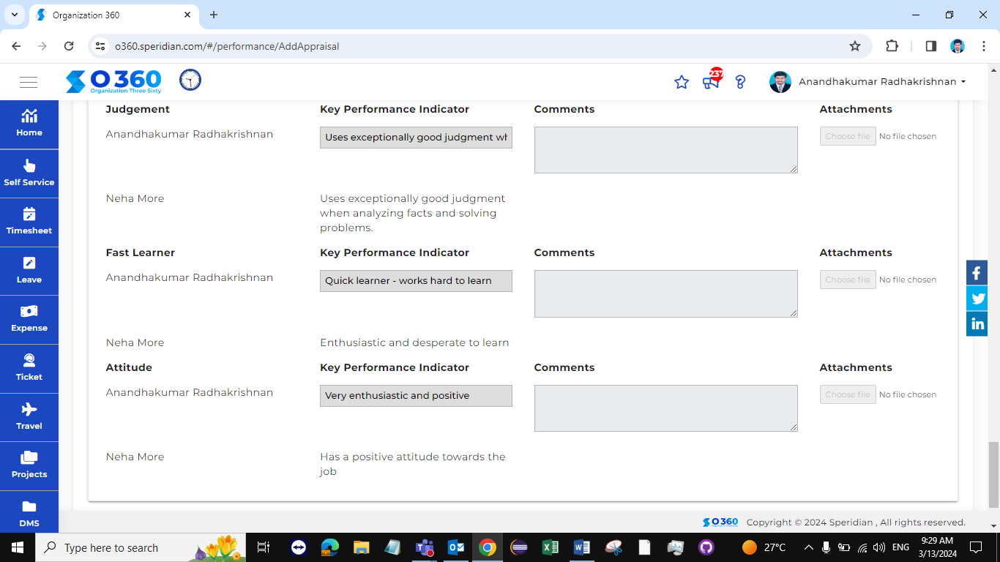 Organization 360
o360.speridian.com/#/performance/AddAppraisal
O 360
Organization Three Sixty
237
Anandhakumar Radhakrishnan
Home
Self Service
Timesheet
Leave
Expense
Ticket
Travel
Projects
DMS
Judgement Key Performance Indicator Comments Attachments
Anandhakumar Radhakrishnan Uses exceptionally good judgment wh Choose file No file chosen
Neha More Uses exceptionally good judgment
when analyzing facts and solving
problems.
Fast Learner Key Performance Indicator Comments Attachments
Anandhakumar Radhakrishnan Quick learner - works hard to learn Choose file No file chosen
Neha More Enthusiastic and desperate to learn
Attitude Key Performance Indicator Comments Attachments
Anandhakumar Radhakrishnan Very enthusiastic and positive Choose file No file chosen
Neha More Has a positive attitude towards the
job
O 360 Copyright © 2024 Speridian , All rights reserved.
Type here to search
27°C
ENG
9:29 AM
3/13/2024